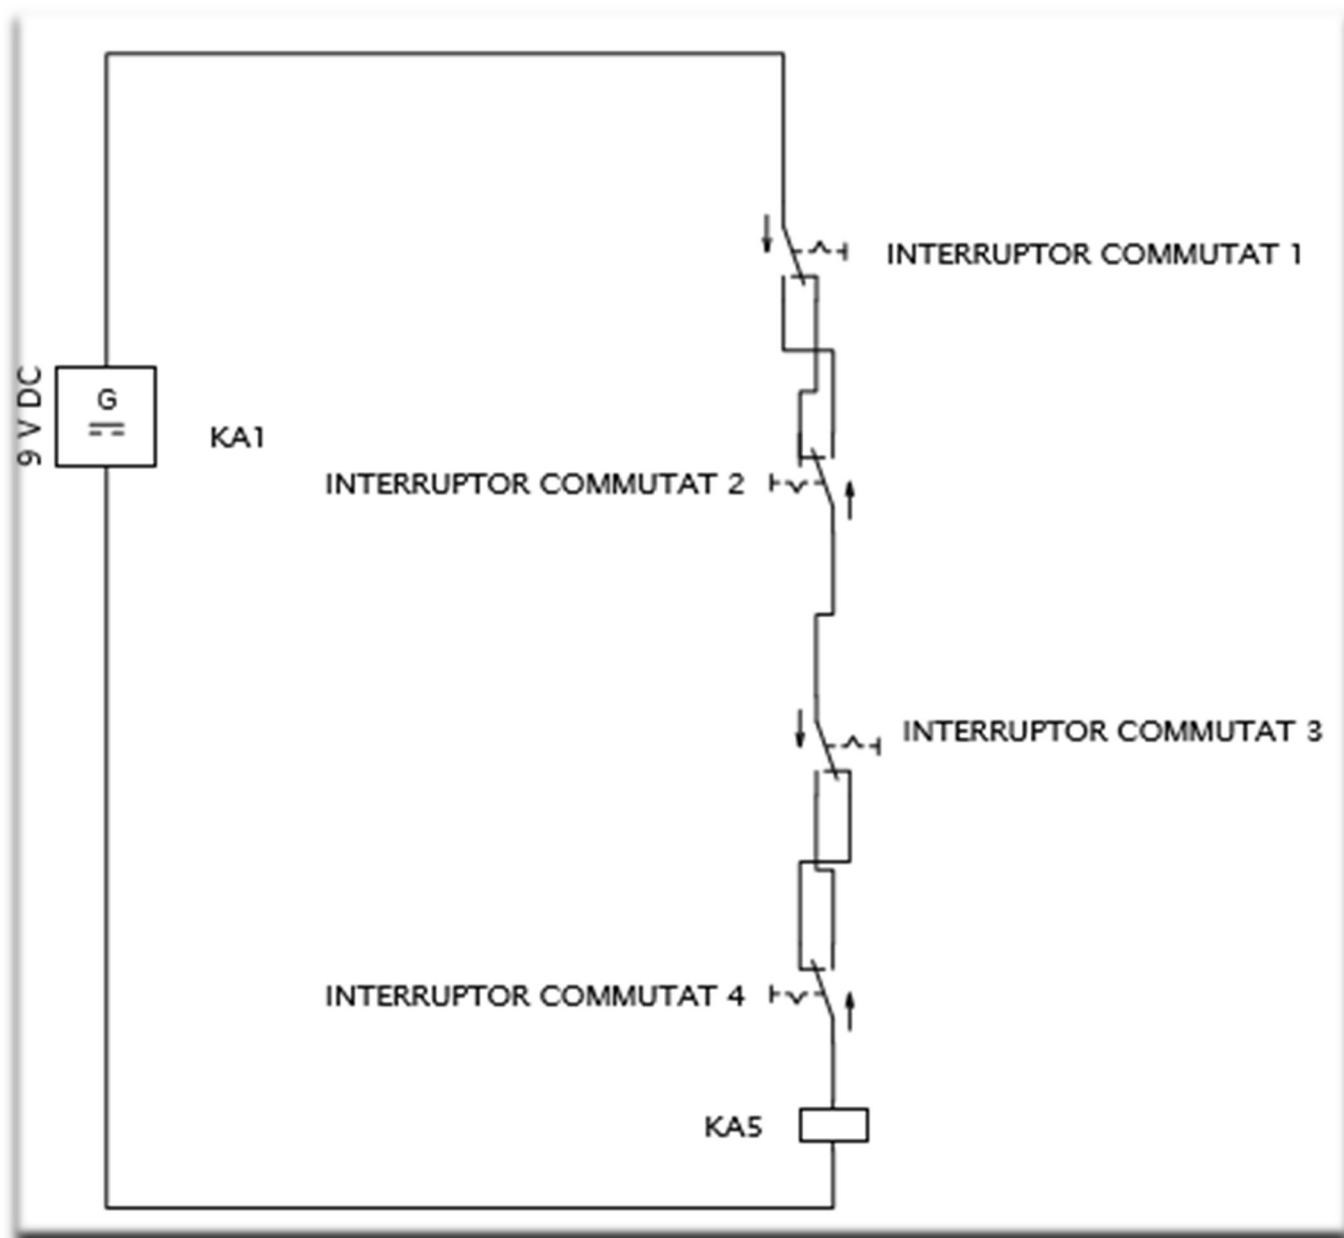 INTERRUPTOR COMMUTAT 1
9 V DC
G
KA1
INTERRUPTOR COMMUTAT 2
INTERRUPTOR COMMUTAT 3
INTERRUPTOR COMMUTAT 4
KA5